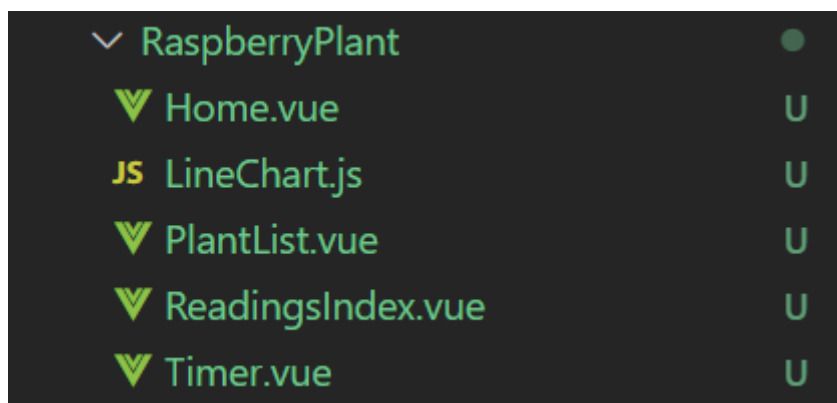 RaspberryPlant
Home.vue U
JS LineChart.js U
PlantList.vue U
ReadingsIndex.vue U
Timer.vue U